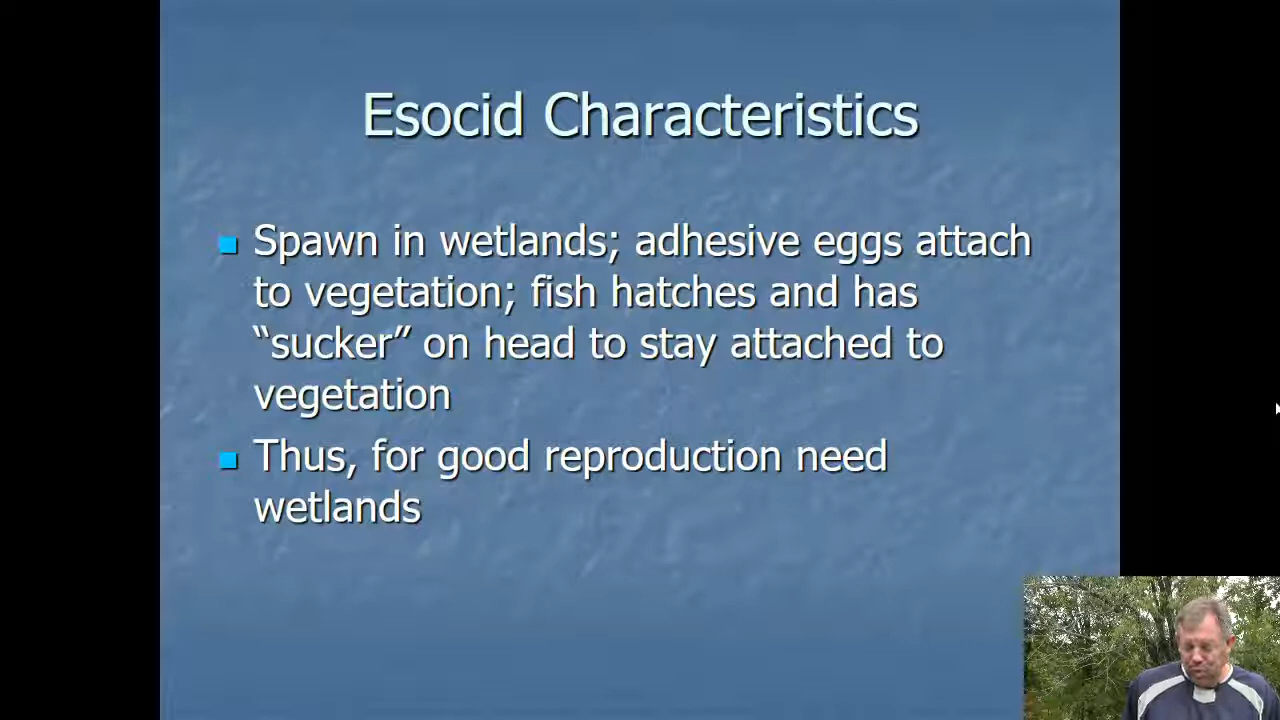 Esocid Characteristics
Spawn in wetlands; adhesive eggs attach
to vegetation; fish hatches and has
“sucker” on head to stay attached to
vegetation
Thus, for good reproduction need
wetlands